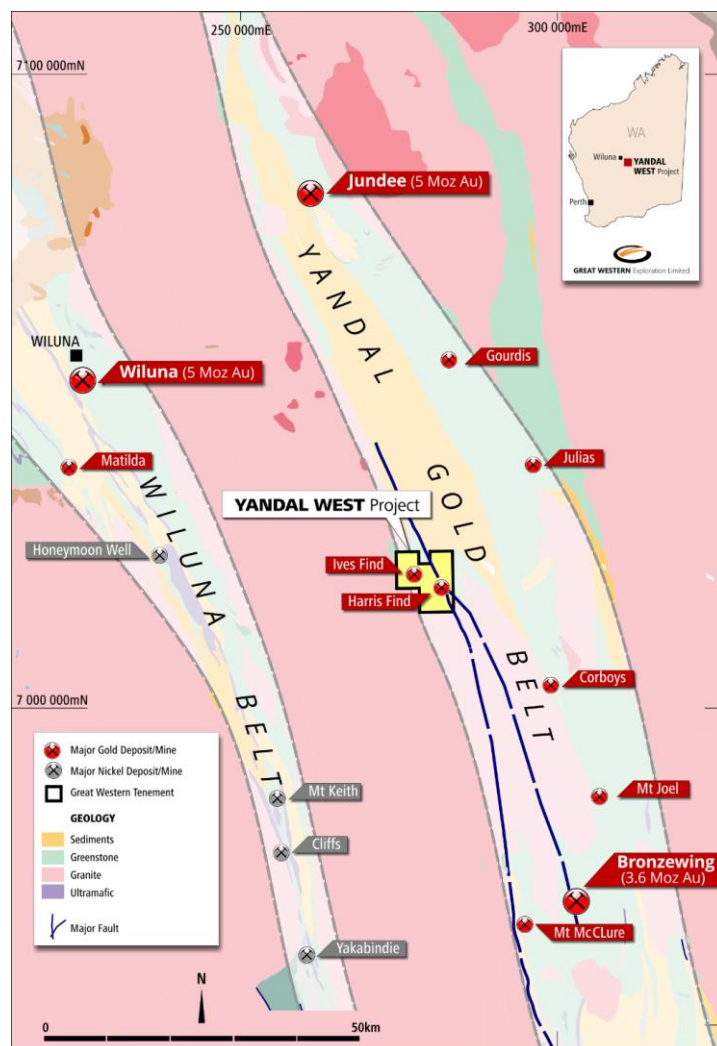 250 000mE
300 000mE
7100 000mN
WA
Wiluna
YANDAL
WEST Project
Perth
GREAT WESTERN Exploration Limited
Jundee (5 Moz Au)
YANDAL
GOLD
BELT
WILUNA
Wiluna (5 Moz Au)
Gourdis
Matilda
Julias
WILUNA
BELT
YANDAL WEST Project
Honeymoon Well
Ives Find
Harris Find
Corboys
7 000 000mN
Major Gold Deposit/Mine
Major Nickel Deposit/Mine
Great Western Tenement
GEOLOGY
Sediments
Greenstone
Granite
Ultramafic
Major Fault
Mt Keith
Mt Joel
Cliffs
Bronzewing
(3.6 Moz Au)
Mt McCLure
Yakabindie
N
0
50km